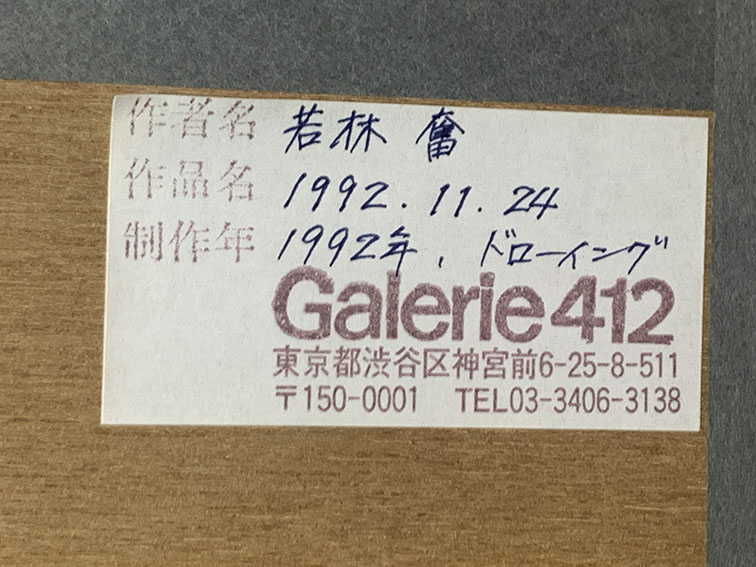 作者名 若林 奮
作品名 1992.11.24
制作年 1992年, ドローイング
Galerie412
東京都渋谷区神宮前6-25-8-511
〒150-0001 TEL03-3406-3138